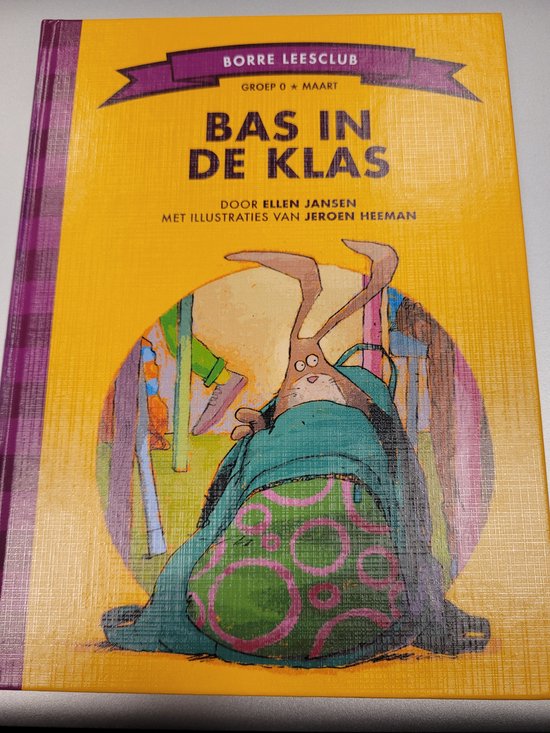 BORRE LEESCLUB
GROEP 0 ★ MAART
BAS IN
DE KLAS
DOOR ELLEN JANSEN
MET ILLUSTRATIES VAN JEROEN HEEMAN